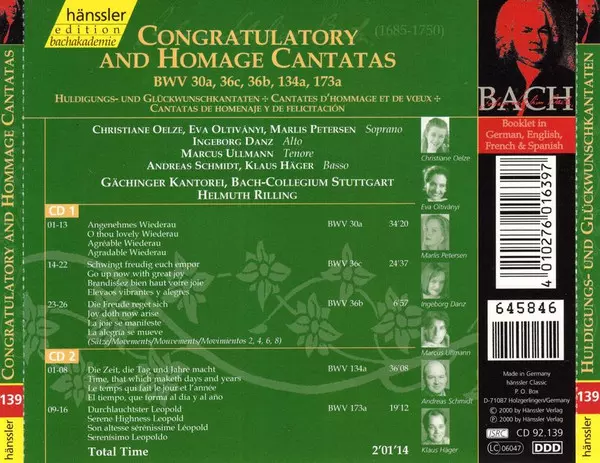 hänssler
edition
bachakademie
CONGRATULATORY
AND HOMAGE CANTATAS
(1685-1750)
BWV 30a, 36c, 36b, 134a, 173a
HULDIGUNGS- UND GLÜCKWUNSCHKANTATEN + CANTATES D'HOMMAGE ET DE VŒUX +
CANTATAS DE HOMENAJE Y DE FELICITACIÓN
CHRISTIANE OELZE, EVA OLTIVÁNYI, MARLIS PETERSEN Soprano
INGEBORG DANZ Alto
MARCUS ULLMANN Tenore
ANDREAS SCHMIDT, KLAUS HÄGER Basso
GÄCHINGER KANTOREI, BACH-COLLEGIUM STUTTGART
HELMUTH RILLING
CD 1
01-13 Angenehmes Wiederau BWV 30a 34'20
O thou lovely Wiederau
Agréable Wiederau
Agradable Wiederau
14-22 Schwingt freudig euch empor BWV 36c 24'37
Go up now with great joy
Brandissez bien haut votre joie
Elevaos vibrantes y alegres
23-26 Die Freude reget sich BWV 36b 6'57
Joy doth now arise
La joie se manifeste
La alegría se mueve
(Sätze/Movements/Mouvements/Movimientos 2, 4, 6, 8)
CD 2
01-08 Die Zeit, die Tag und Jahre macht BWV 134a 36'08
Time, that which maketh days and years
Le temps qui fait le jour et l'année
El tiempo, que forma al día y al año
09-16 Durchlauchtster Leopold BWV 173a 19'12
Serene Highness Leopold
Son altesse sérénissime Léopold
Serenísimo Leopoldo
Total Time 2'01'14
Christiane Oelze
Eva Oltiványi
Marlis Petersen
Ingeborg Danz
Marcus Ullmann
Andreas Schmidt
Klaus Häger
BACH
Booklet in
German, English,
French & Spanish
4 010276 016397
645846
Made in Germany
hänssler Classic
P. O. Box
D-71087 Holzgerlingen/Germany
℗ 2000 by Hänssler Verlag
© 2000 by Hänssler Verlag
ISRC CD 92.139
LC 06047 DDD
CONGRATULATORY AND HOMMAGE CANTATAS
139
hänssler
HULDIGUNGS- UND GLÜCKWUNSCHKANTATEN
139
hänssler